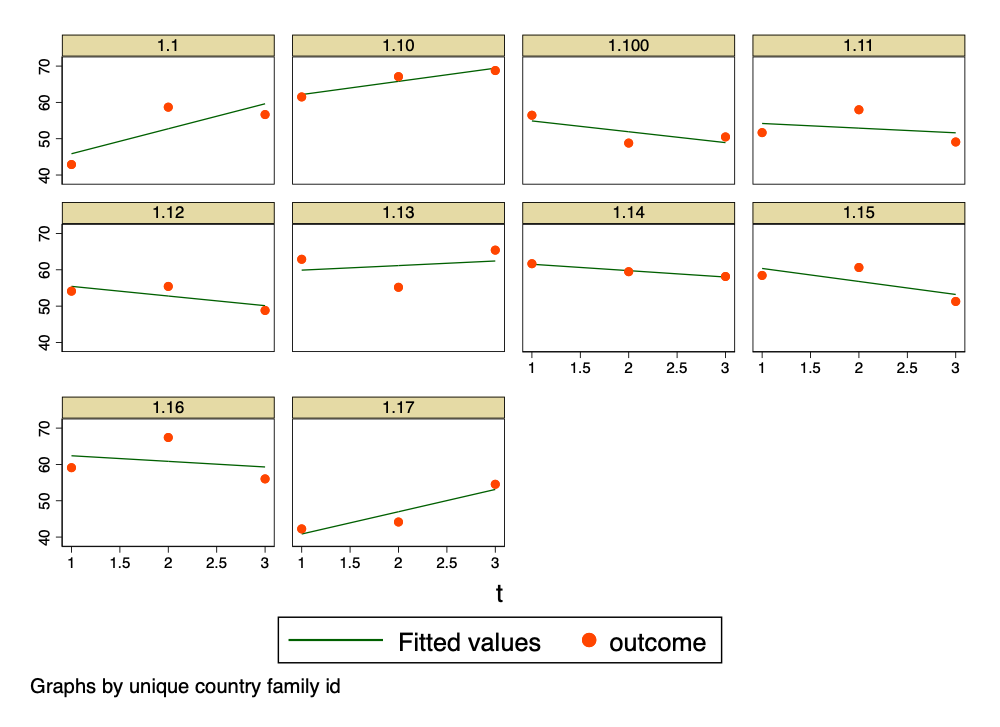 1.1 1.10 1.100 1.11
70
60
50
40
1.12 1.13 1.14 1.15
70
60
50
40
1 1.5 2 2.5 3 1 1.5 2 2.5 3
1.16 1.17
70
60
50
40
1 1.5 2 2.5 3 1 1.5 2 2.5 3
t
Fitted values outcome
Graphs by unique country family id